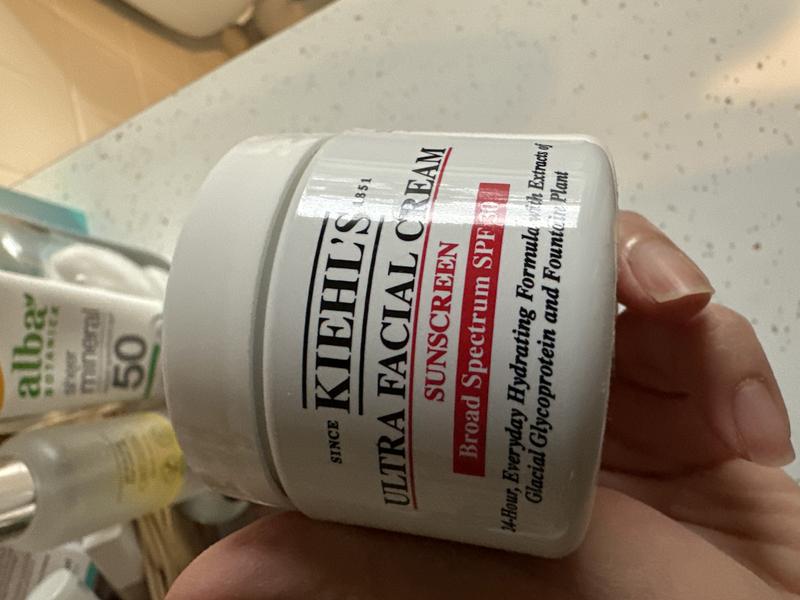 SINCE KIEHL'S 1851
ULTRA FACIAL CREAM
SUNSCREEN
Broad Spectrum SPF 30
24-Hour, Everyday Hydrating Formula with Extracts of
Glacial Glycoprotein and Fountain Plant
alba
BOTANICA
sheer
mineral
50